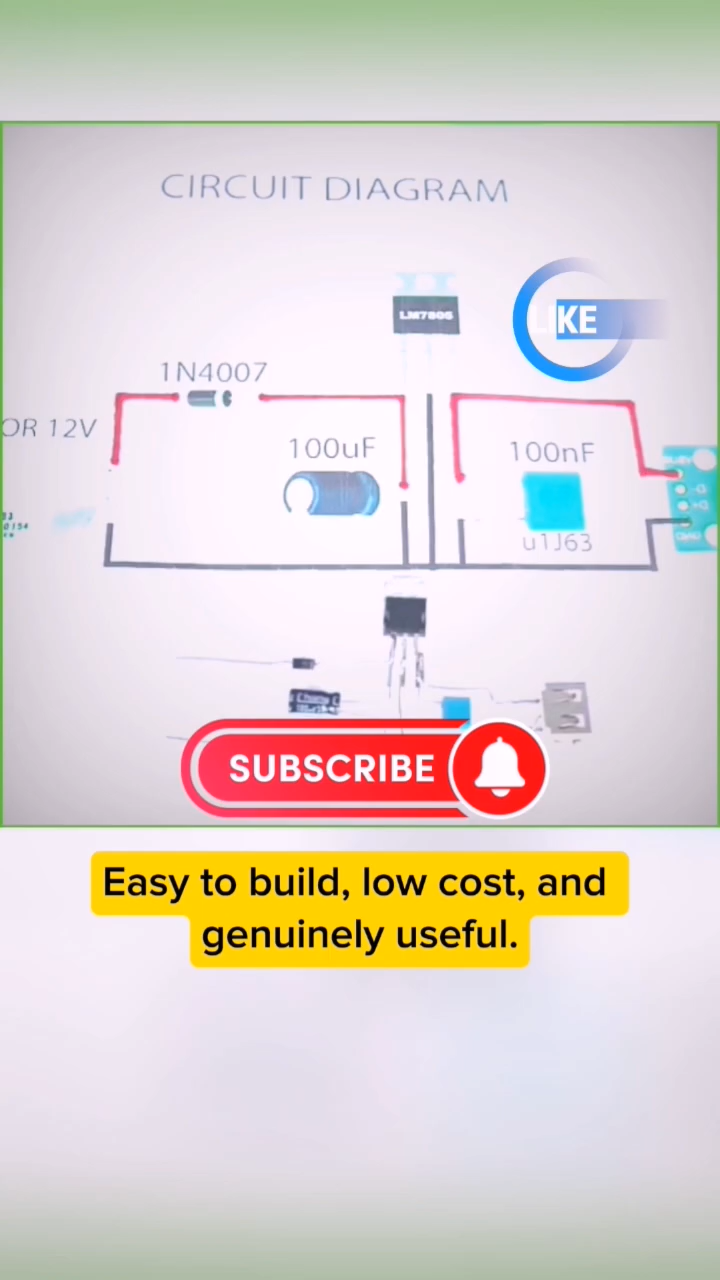 CIRCUIT DIAGRAM
LM7805
LIKE
1N4007
OR 12V
100uF
100nF
u1J63
SUBSCRIBE
Easy to build, low cost, and
genuinely useful.